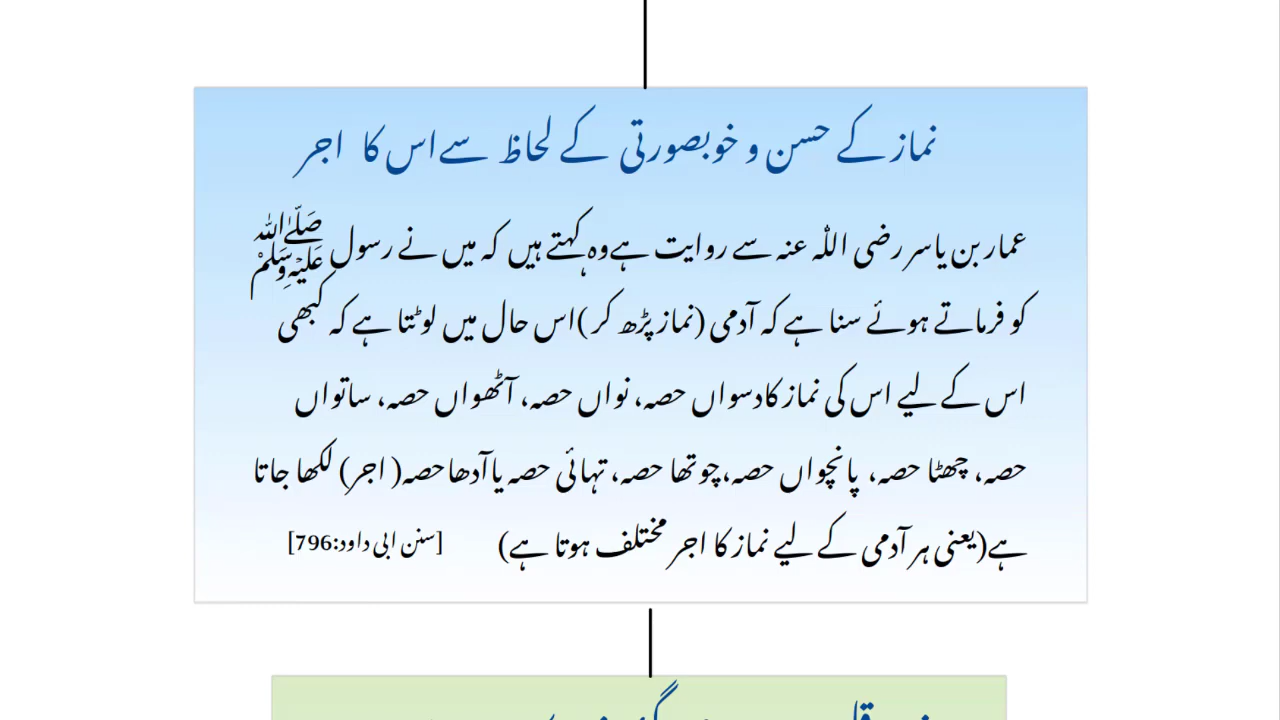 نماز کے حسن و خوبصورتی کے لحاظ سے اس کا اجر
عمار بن یاسر رضی اللہ عنہ سے روایت ہے وہ کہتے ہیں کہ میں نے رسول ﷺ
کو فرماتے ہوئے سنا ہے کہ آدمی (نماز پڑھ کر) اس حال میں لوٹتا ہے کہ کبھی
اس کے لیے اس کی نماز کا دسواں حصہ، نواں حصہ، آٹھواں حصہ، ساتواں
حصہ، چھٹا حصہ، پانچواں حصہ، چوتھا حصہ، تہائی حصہ یا آدھا حصہ (اجر) لکھا جاتا
ہے (یعنی ہر آدمی کے لیے نماز کا اجر مختلف ہوتا ہے) [سنن ابی داود:796]